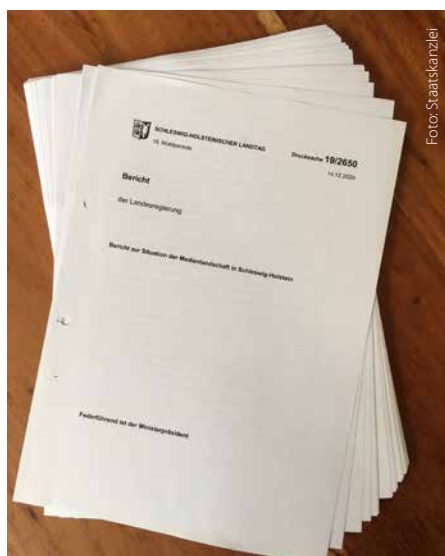 SCHLESWIG-HOLSTEINISCHER LANDTAG
19. Wahlperiode
Drucksache 19/2650
14.12.2020
Bericht
der Landesregierung
Bericht zur Situation der Medienlandschaft in Schleswig-Holstein
Federführend ist der Ministerpräsident
Foto: Staatskanzlei